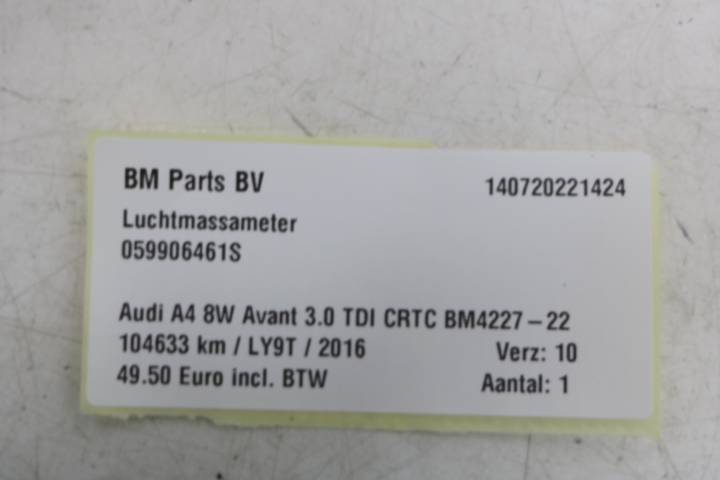 BM Parts BV 140720221424
Luchtmassameter
059906461S
Audi A4 8W Avant 3.0 TDI CRTC BM4227-22
104633 km / LY9T / 2016 Verz: 10
49.50 Euro incl. BTW Aantal: 1